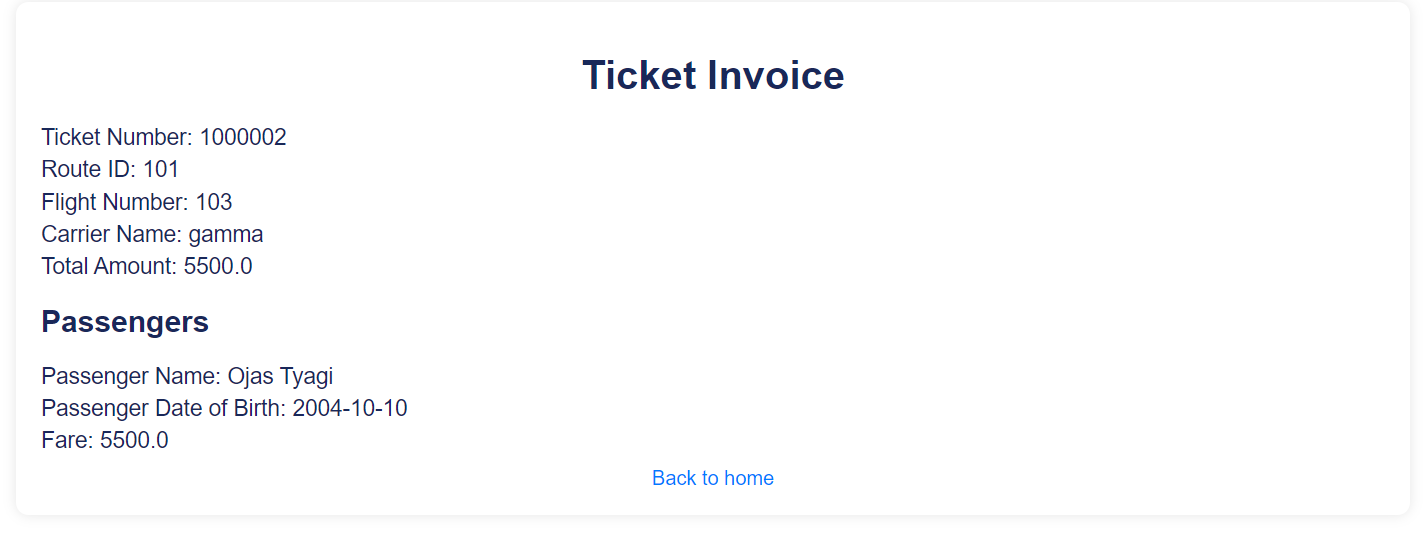 Ticket Invoice
Ticket Number: 1000002
Route ID: 101
Flight Number: 103
Carrier Name: gamma
Total Amount: 5500.0
Passengers
Passenger Name: Ojas Tyagi
Passenger Date of Birth: 2004-10-10
Fare: 5500.0
Back to home